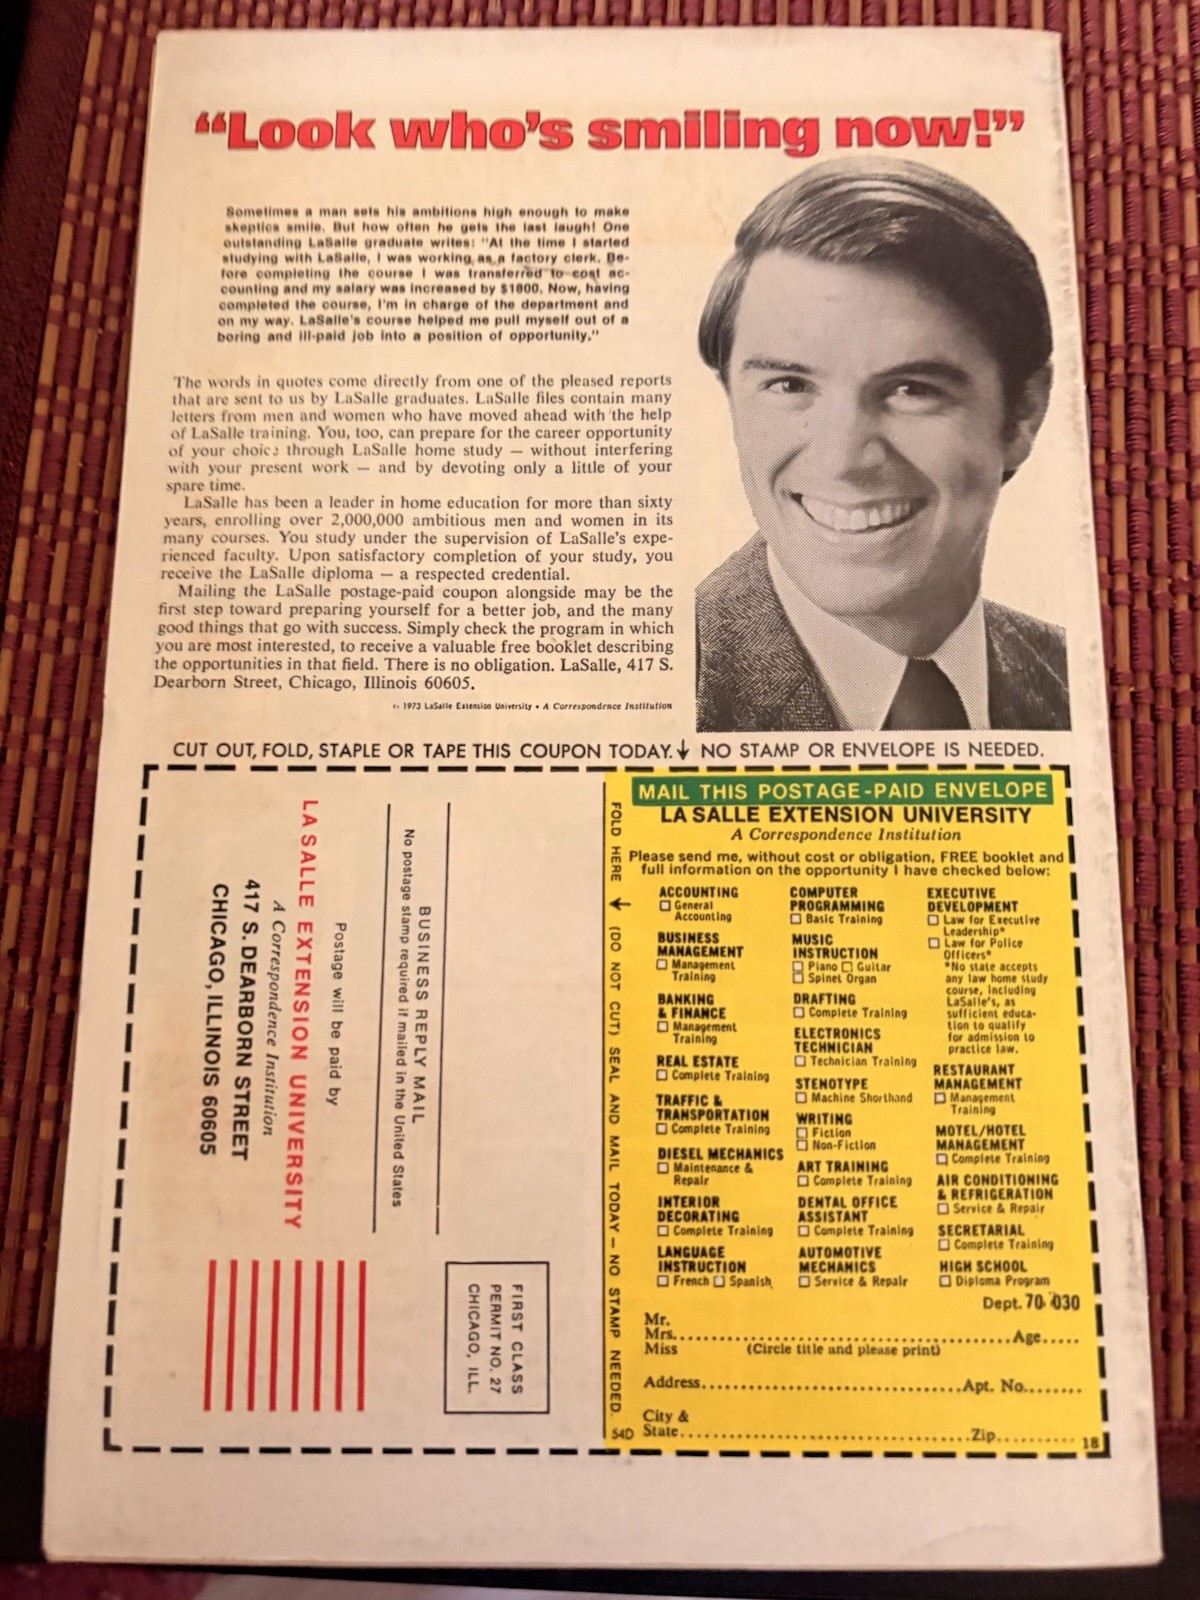 “Look who’s smiling now!”
Sometimes a man sets his ambitions high enough to make
skeptics smile. But how often he gets the last laugh! One
outstanding LaSalle graduate writes: "At the time I started
studying with LaSalle, I was working as a factory clerk. Be-
fore completing the course I was transferred to cost ac-
counting and my salary was increased by $1800. Now, having
completed the course, I'm in charge of the department and
on my way. LaSalle's course helped me pull myself out of a
boring and ill-paid job into a position of opportunity."
The words in quotes come directly from one of the pleased reports
that are sent to us by LaSalle graduates. LaSalle files contain many
letters from men and women who have moved ahead with the help
of LaSalle training. You, too, can prepare for the career opportunity
of your choice through LaSalle home study — without interfering
with your present work — and by devoting only a little of your
spare time.
LaSalle has been a leader in home education for more than sixty
years, enrolling over 2,000,000 ambitious men and women in its
many courses. You study under the supervision of LaSalle's expe-
rienced faculty. Upon satisfactory completion of your study, you
receive the LaSalle diploma — a respected credential.
Mailing the LaSalle postage-paid coupon alongside may be the
first step toward preparing yourself for a better job, and the many
good things that go with success. Simply check the program in which
you are most interested, to receive a valuable free booklet describing
the opportunities in that field. There is no obligation. LaSalle, 417 S.
Dearborn Street, Chicago, Illinois 60605.
© 1973 LaSalle Extension University • A Correspondence Institution
CUT OUT, FOLD, STAPLE OR TAPE THIS COUPON TODAY. NO STAMP OR ENVELOPE IS NEEDED.
FIRST CLASS
PERMIT NO. 27
CHICAGO, ILL.
BUSINESS REPLY MAIL
No postage stamp required if mailed in the United States
Postage will be paid by
LA SALLE EXTENSION UNIVERSITY
A Correspondence Institution
417 S. DEARBORN STREET
CHICAGO, ILLINOIS 60605
FOLD HERE (DO NOT CUT) SEAL AND MAIL TODAY — NO STAMP NEEDED.
54D
MAIL THIS POSTAGE-PAID ENVELOPE
LA SALLE EXTENSION UNIVERSITY
A Correspondence Institution
Please send me, without cost or obligation, FREE booklet and
full information on the opportunity I have checked below:
ACCOUNTING
General
Accounting
BUSINESS
MANAGEMENT
Management
Training
BANKING
& FINANCE
Management
Training
REAL ESTATE
Complete Training
TRAFFIC &
TRANSPORTATION
Complete Training
DIESEL MECHANICS
Maintenance &
Repair
INTERIOR
DECORATING
Complete Training
LANGUAGE
INSTRUCTION
French Spanish
COMPUTER
PROGRAMMING
Basic Training
MUSIC
INSTRUCTION
Piano Guitar
Spinet Organ
DRAFTING
Complete Training
ELECTRONICS
TECHNICIAN
Technician Training
STENOTYPE
Machine Shorthand
WRITING
Fiction
Non-Fiction
ART TRAINING
Complete Training
DENTAL OFFICE
ASSISTANT
Complete Training
AUTOMOTIVE
MECHANICS
Service & Repair
EXECUTIVE
DEVELOPMENT
Law for Executive
Leadership*
Law for Police
Officers*
*No state accepts
any law home study
course, including
LaSalle's, as
sufficient educa-
tion to qualify
for admission to
practice law.
RESTAURANT
MANAGEMENT
Management
Training
MOTEL/HOTEL
MANAGEMENT
Complete Training
AIR CONDITIONING
& REFRIGERATION
Service & Repair
SECRETARIAL
Complete Training
HIGH SCHOOL
Diploma Program
Dept. 70-030
Mr.
Mrs. Age
Miss (Circle title and please print)
Address Apt. No.
City &
State Zip
18